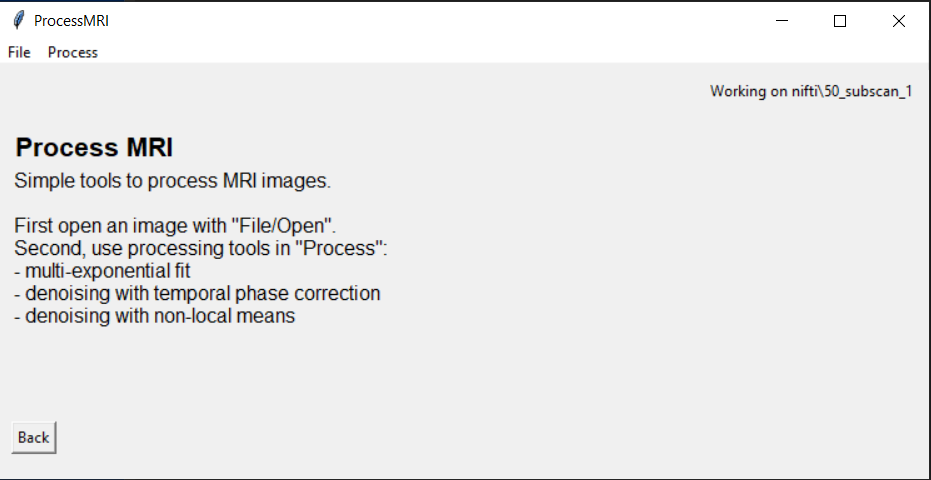 ProcessMRI
File Process
Working on nifti\50_subscan_1
Process MRI
Simple tools to process MRI images.
First open an image with "File/Open".
Second, use processing tools in "Process":
- multi-exponential fit
- denoising with temporal phase correction
- denoising with non-local means
Back